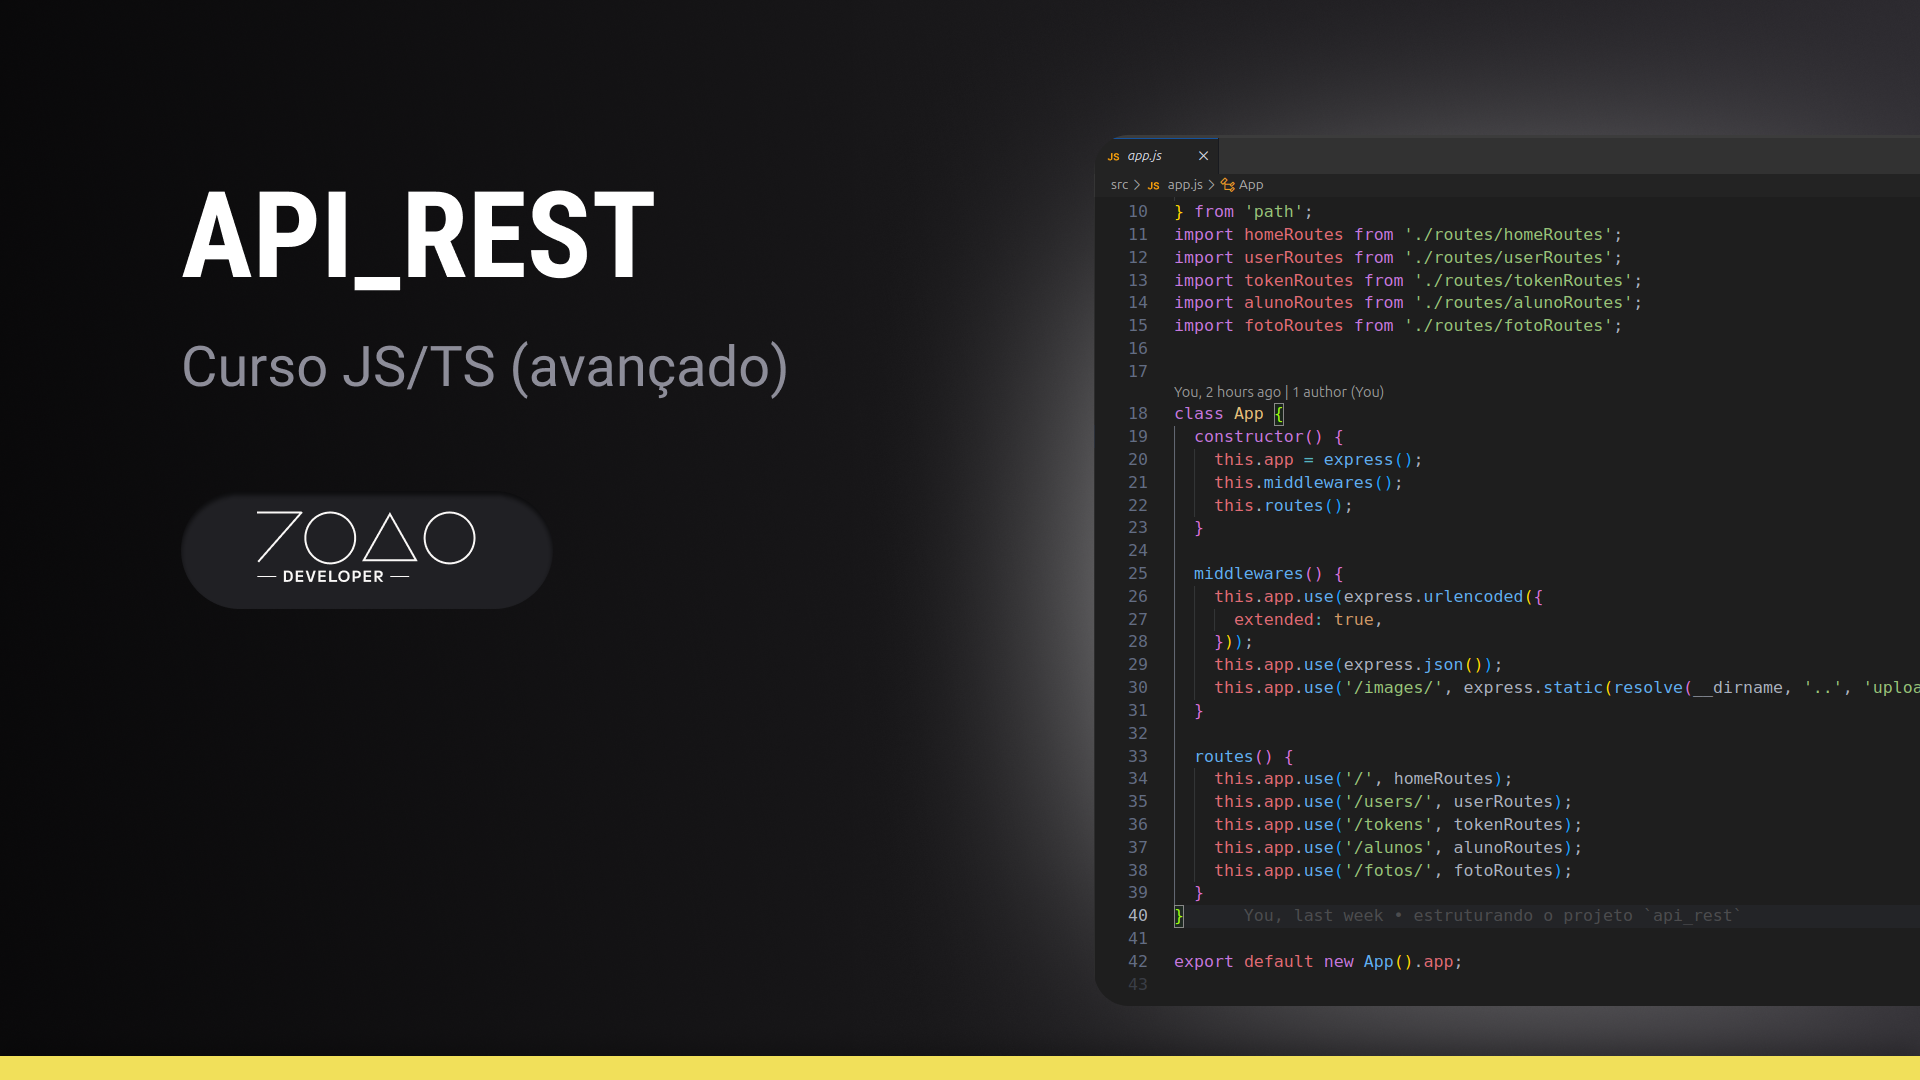 API_REST
Curso JS/TS (avançado)
ZOAO
DEVELOPER
JS app.js
src > JS app.js > App
10 } from 'path';
11 import homeRoutes from './routes/homeRoutes';
12 import userRoutes from './routes/userRoutes';
13 import tokenRoutes from './routes/tokenRoutes';
14 import alunoRoutes from './routes/alunoRoutes';
15 import fotoRoutes from './routes/fotoRoutes';
16
17
You, 2 hours ago | 1 author (You)
18 class App {
19 constructor() {
20 this.app = express();
21 this.middlewares();
22 this.routes();
23 }
24
25 middlewares() {
26 this.app.use(express.urlencoded({
27 extended: true,
28 }));
29 this.app.use(express.json());
30 this.app.use('/images/', express.static(resolve(__dirname, '..', 'uploa
31 }
32
33 routes() {
34 this.app.use('/', homeRoutes);
35 this.app.use('/users/', userRoutes);
36 this.app.use('/tokens', tokenRoutes);
37 this.app.use('/alunos', alunoRoutes);
38 this.app.use('/fotos/', fotoRoutes);
39 }
40 } You, last week • estruturando o projeto `api_rest`
41
42 export default new App().app;
43